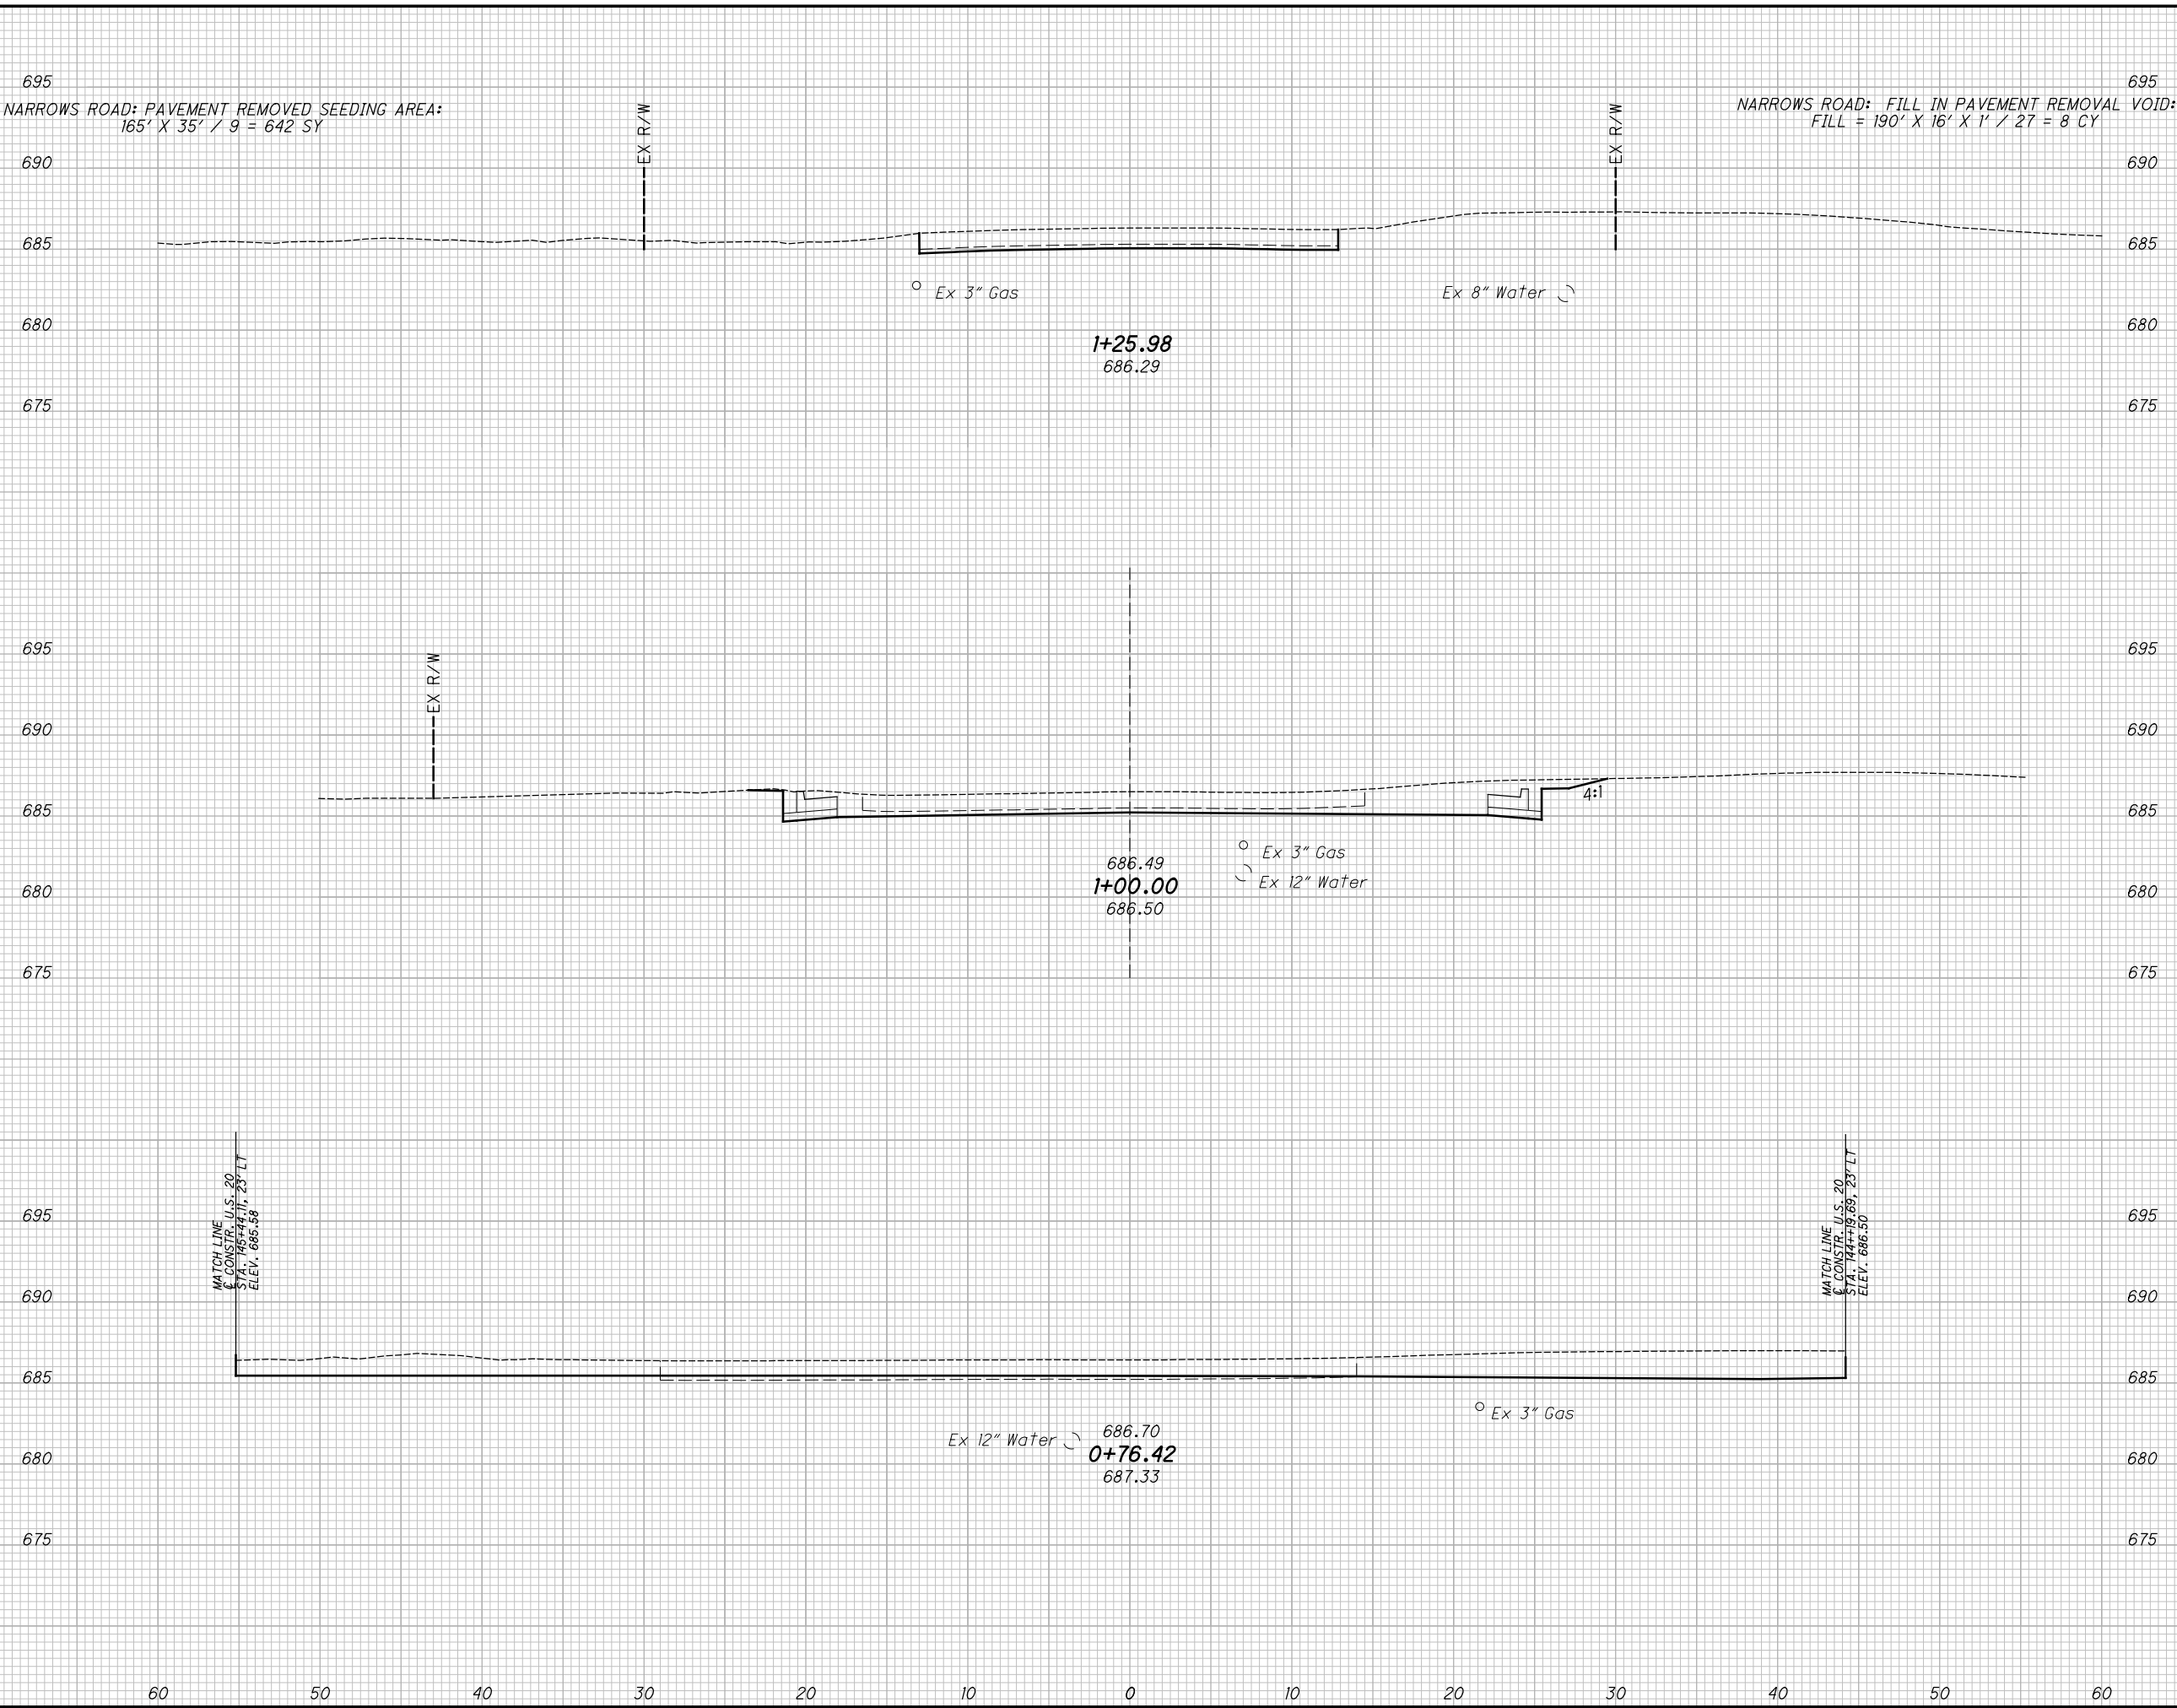 695 695
NARROWS ROAD: PAVEMENT REMOVED SEEDING AREA:
165' X 35' / 9 = 642 SY
NARROWS ROAD: FILL IN PAVEMENT REMOVAL VOID:
FILL = 190' X 16' X 1' / 27 = 8 CY
EX R/W
EX R/W
690 690
685 685
Ex 3" Gas
Ex 8" Water
680 680
1+25.98
686.29
675 675
695 695
EX R/W
690 690
685 685
4:1
Ex 3" Gas
686.49
Ex 12" Water
1+00.00
680 680
686.50
675 675
MATCH LINE
℄ CONSTR. U.S. 20
STA. 145+44.11, 23' LT
ELEV. 685.58
MATCH LINE
℄ CONSTR. U.S. 20
STA. 144++19.69, 23' LT
ELEV. 686.50
695 695
690 690
685 685
Ex 3" Gas
686.70
Ex 12" Water
0+76.42
680 680
687.33
675 675
60 50 40 30 20 10 0 10 20 30 40 50 60